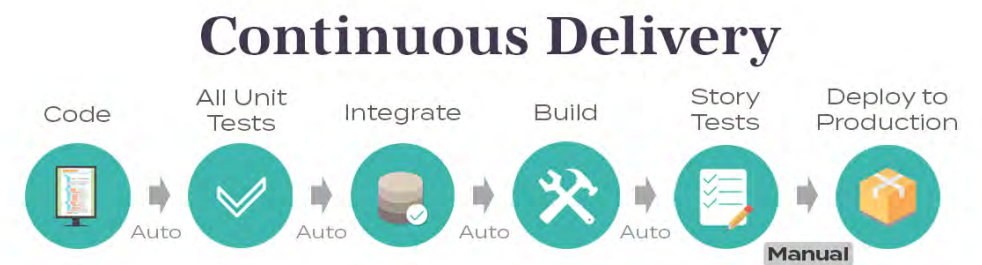 Continuous Delivery
Code
All Unit
Tests
Integrate
Build
Story
Tests
Deploy to
Production
Auto
Auto
Auto
Auto
Manual